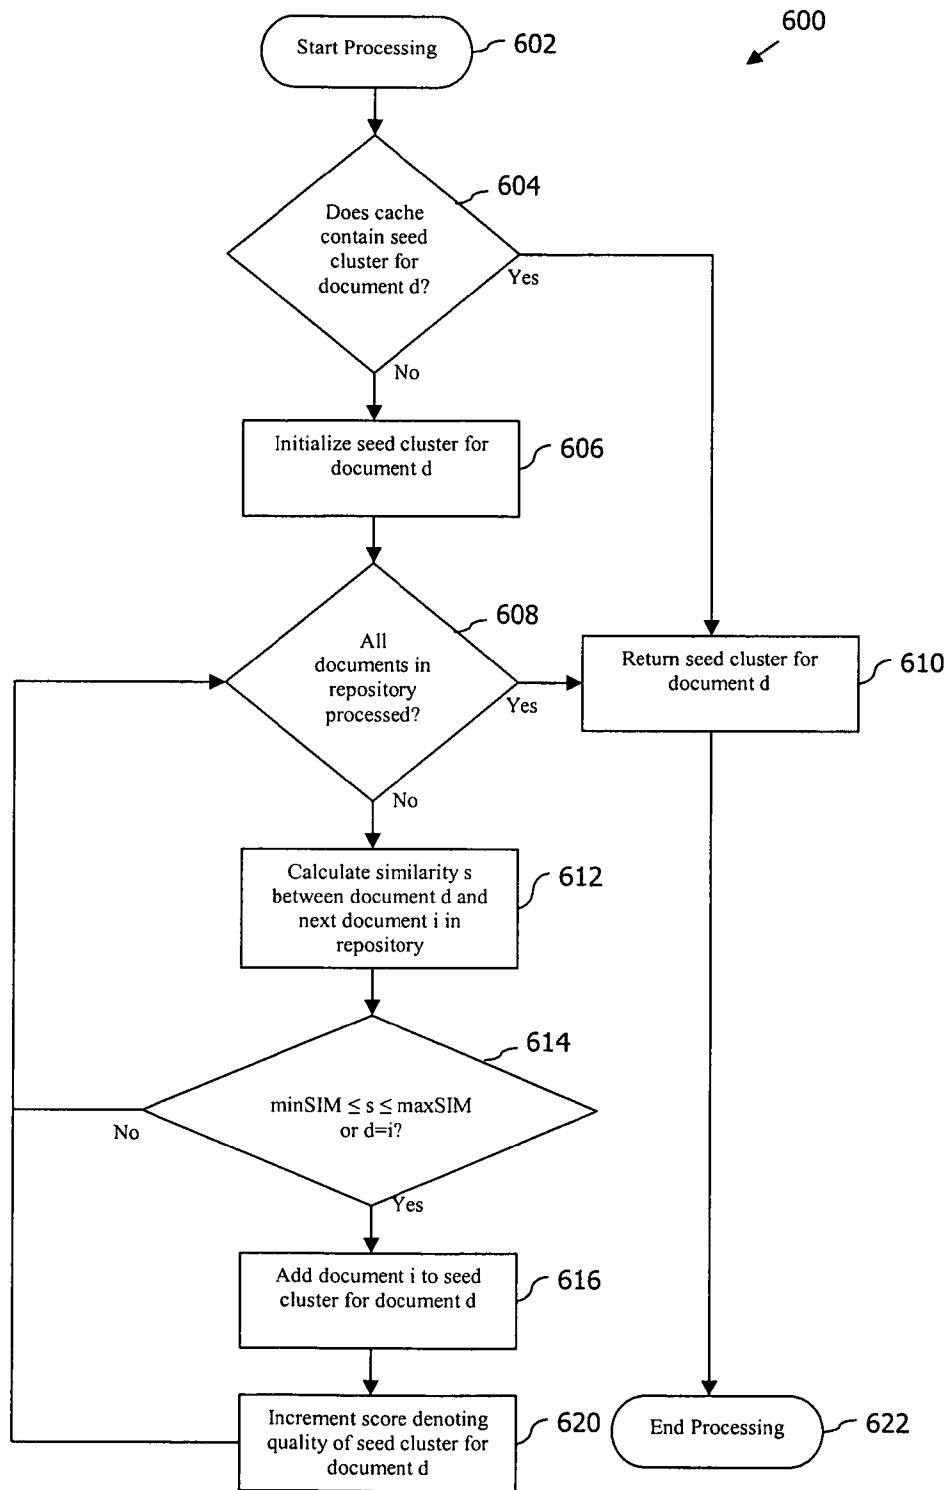 600
Start Processing
602
604
Does cache
contain seed
cluster for
document d?
Yes
No
Initialize seed cluster for
document d
606
608
All
documents in
repository
processed?
Yes
No
Return seed cluster for
document d
610
Calculate similarity s
between document d and
next document i in
repository
612
614
minSIM ≤ s ≤ maxSIM
or d=i?
No
Yes
Add document i to seed
cluster for document d
616
Increment score denoting
quality of seed cluster for
document d
620
End Processing
622